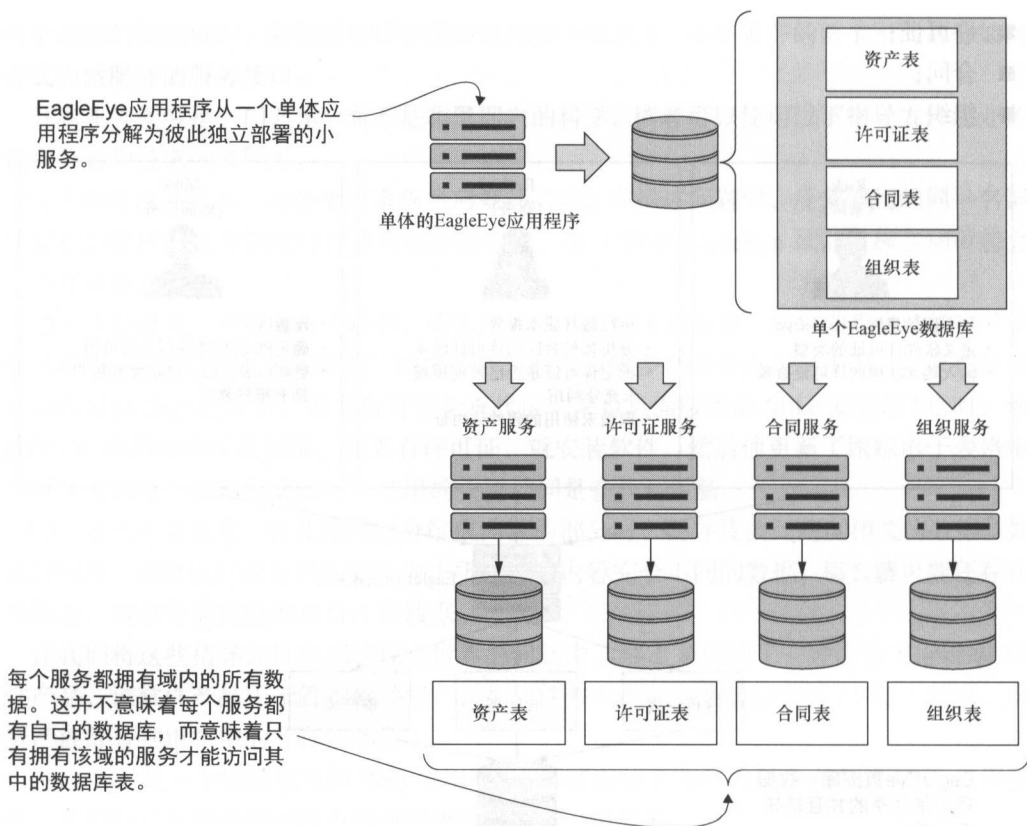 EagleEye应用程序从一个单体应
用程序分解为彼此独立部署的小
服务。
单体的EagleEye应用程序
资产表
许可证表
合同表
组织表
单个EagleEye数据库
资产服务
许可证服务
合同服务
组织服务
每个服务都拥有域内的所有数
据。这并不意味着每个服务都
有自己的数据库，而意味着只
有拥有该域的服务才能访问其
中的数据库表。
资产表
许可证表
合同表
组织表